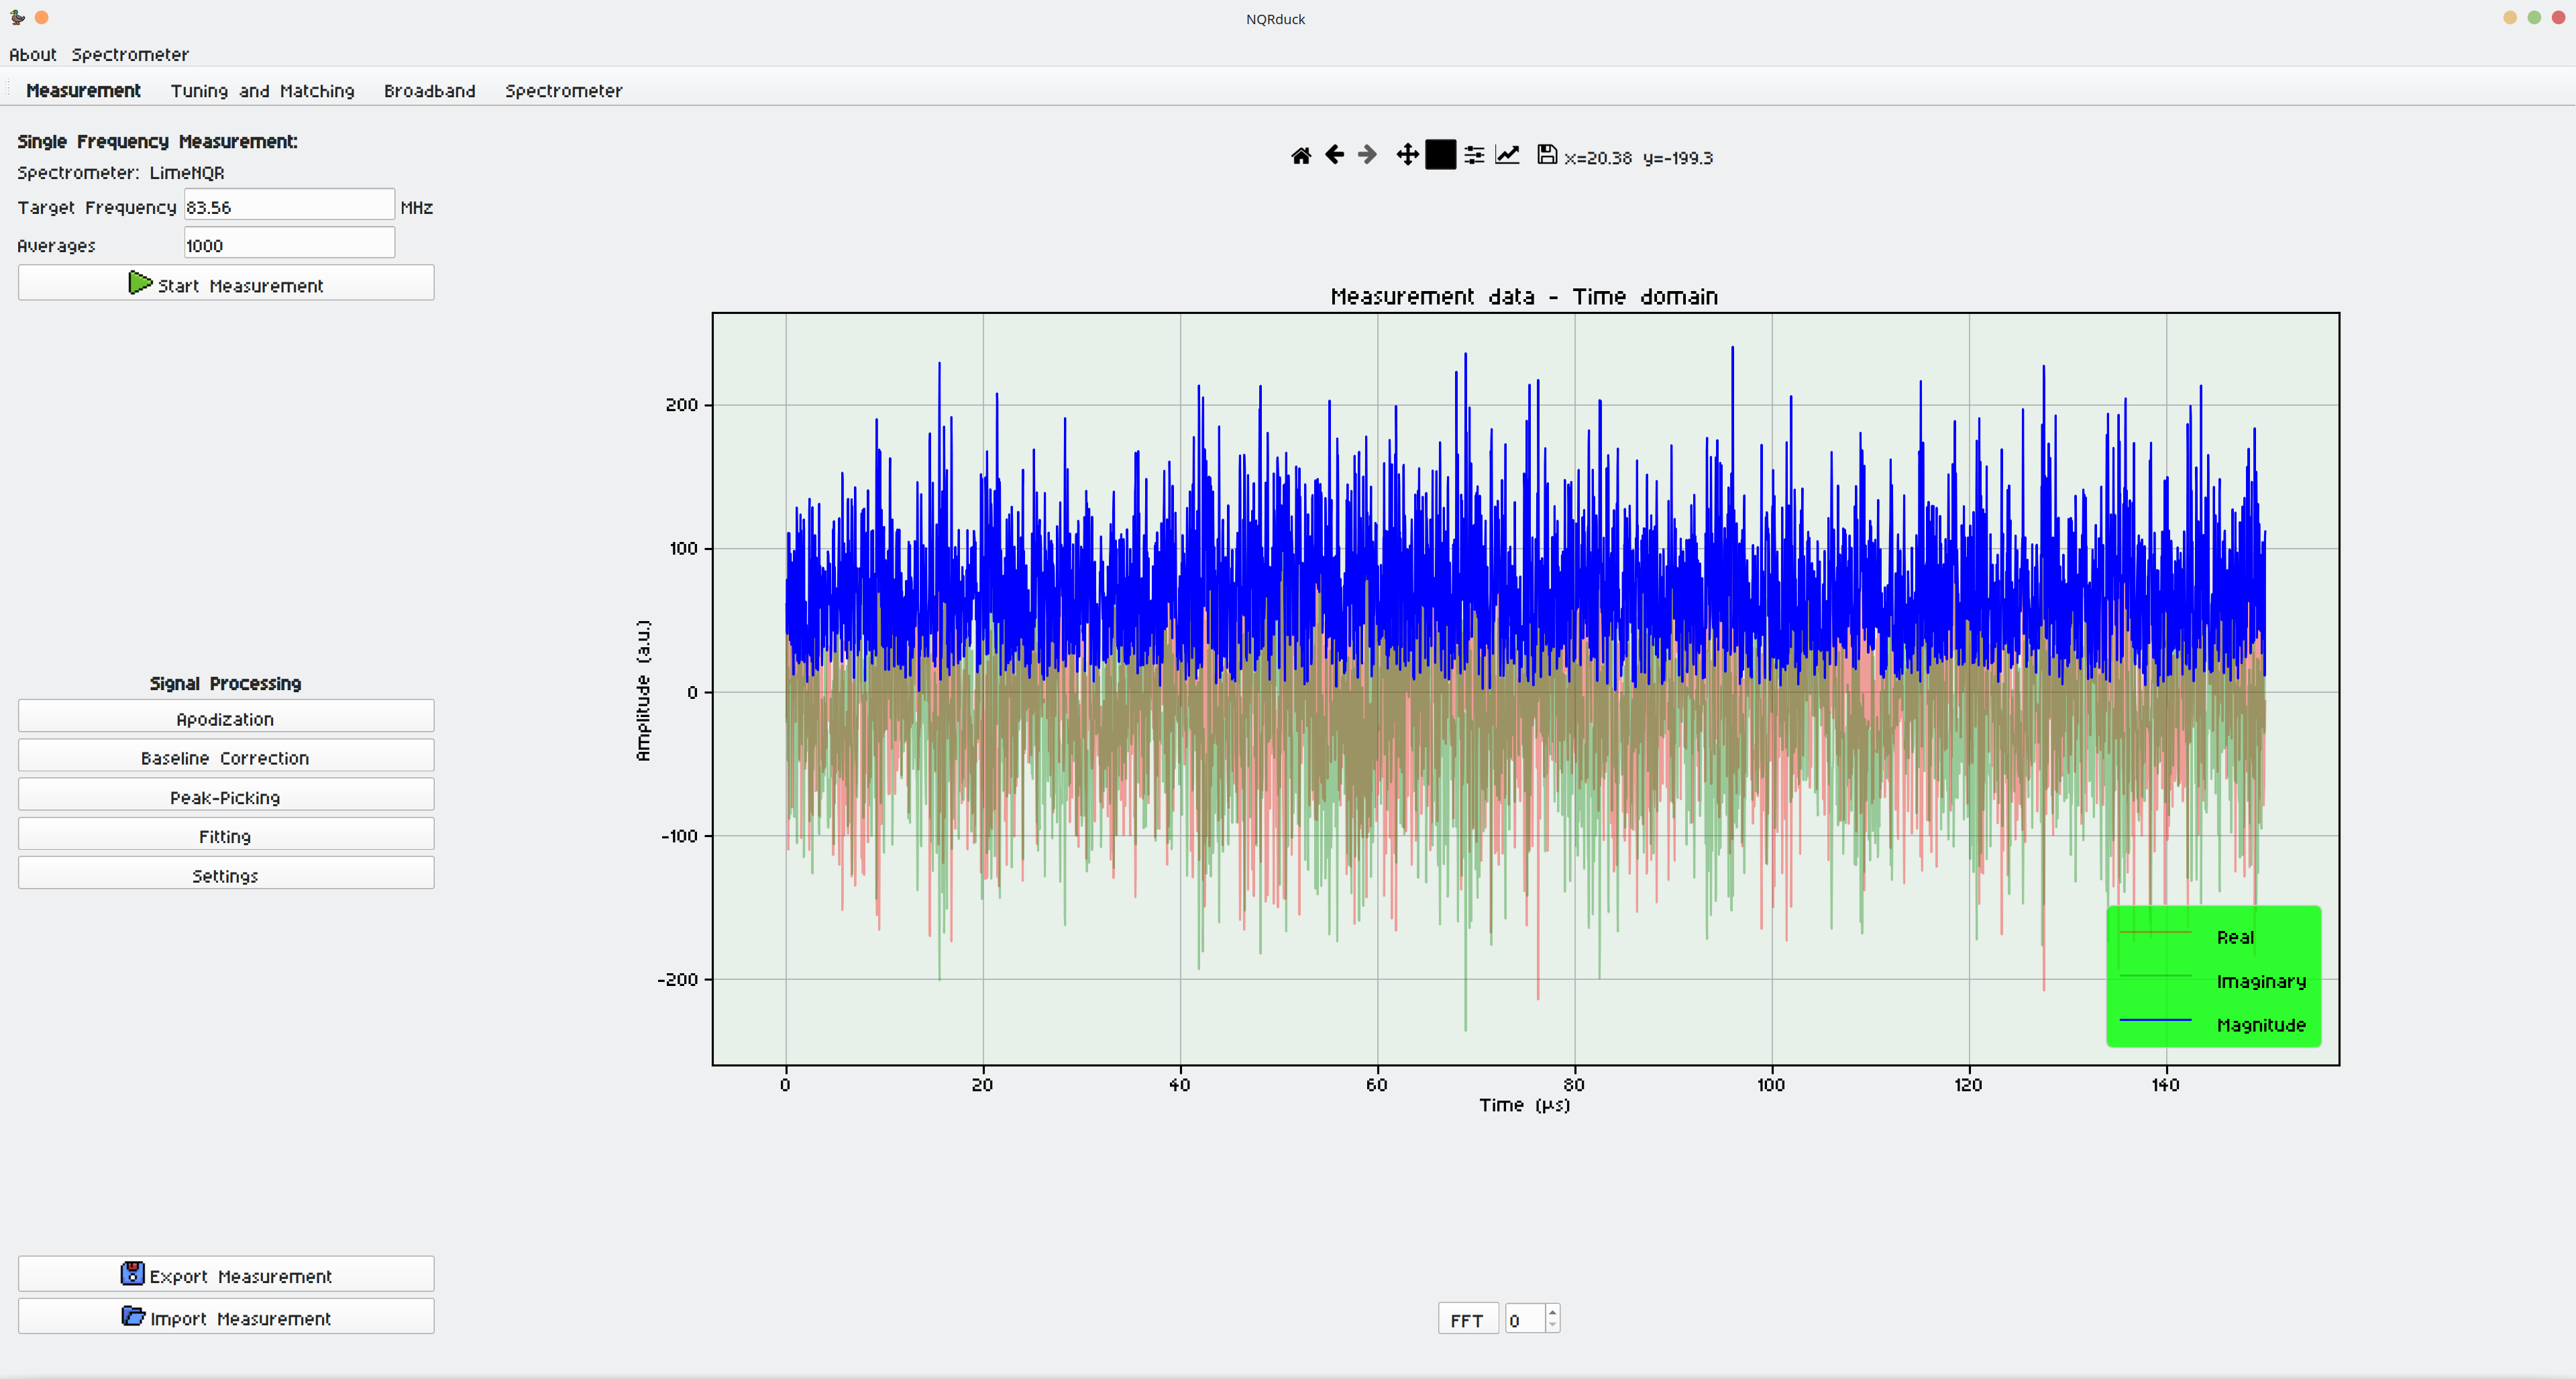 NQRduck
About Spectrometer
Measurement Tuning and Matching Broadband Spectrometer
Single Frequency Measurement:
Spectrometer: LimeNQR
Target Frequency 83.56 MHz
Averages 1000
Start Measurement
Signal Processing
Apodization
Baseline Correction
Peak-Picking
Fitting
Settings
Export Measurement
Import Measurement
x=20.38 y=-199.3
Measurement data - Time domain
Amplitude (a.u.)
200
100
0
-100
-200
0 20 40 60 80 100 120 140
Time (µs)
Real
Imaginary
Magnitude
FFT 0